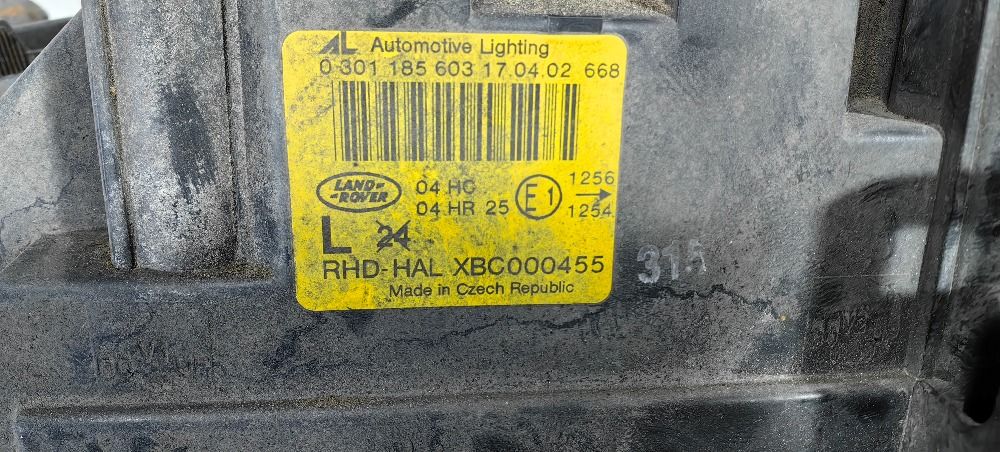 AL Automotive Lighting
0 301 185 603 17.04.02 668
LAND-
-ROVER
04 HC
04 HR 25
E1
1256
→
1254
L 24
RHD-HAL XBC000455
Made in Czech Republic